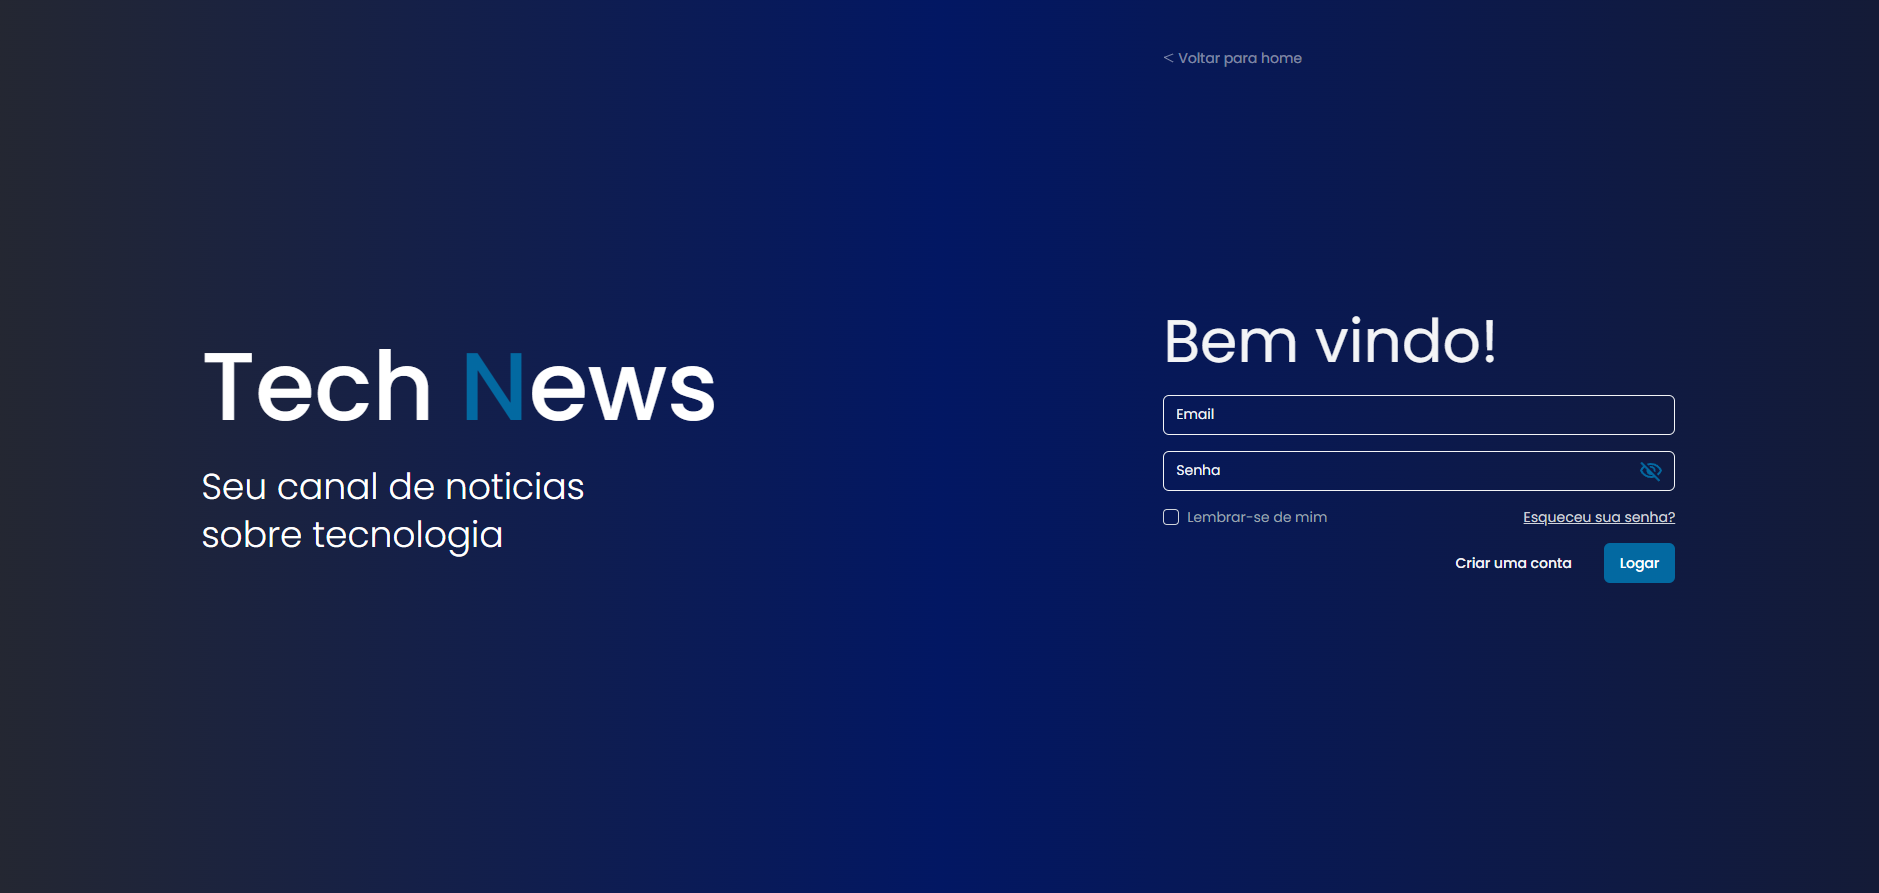 < Voltar para home
Tech News
Seu canal de noticias
sobre tecnologia
Bem vindo!
Email
Senha
Lembrar-se de mim
Esqueceu sua senha?
Criar uma conta
Logar